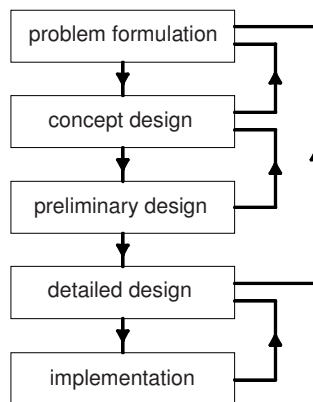 problem formulation
concept design
preliminary design
detailed design
implementation